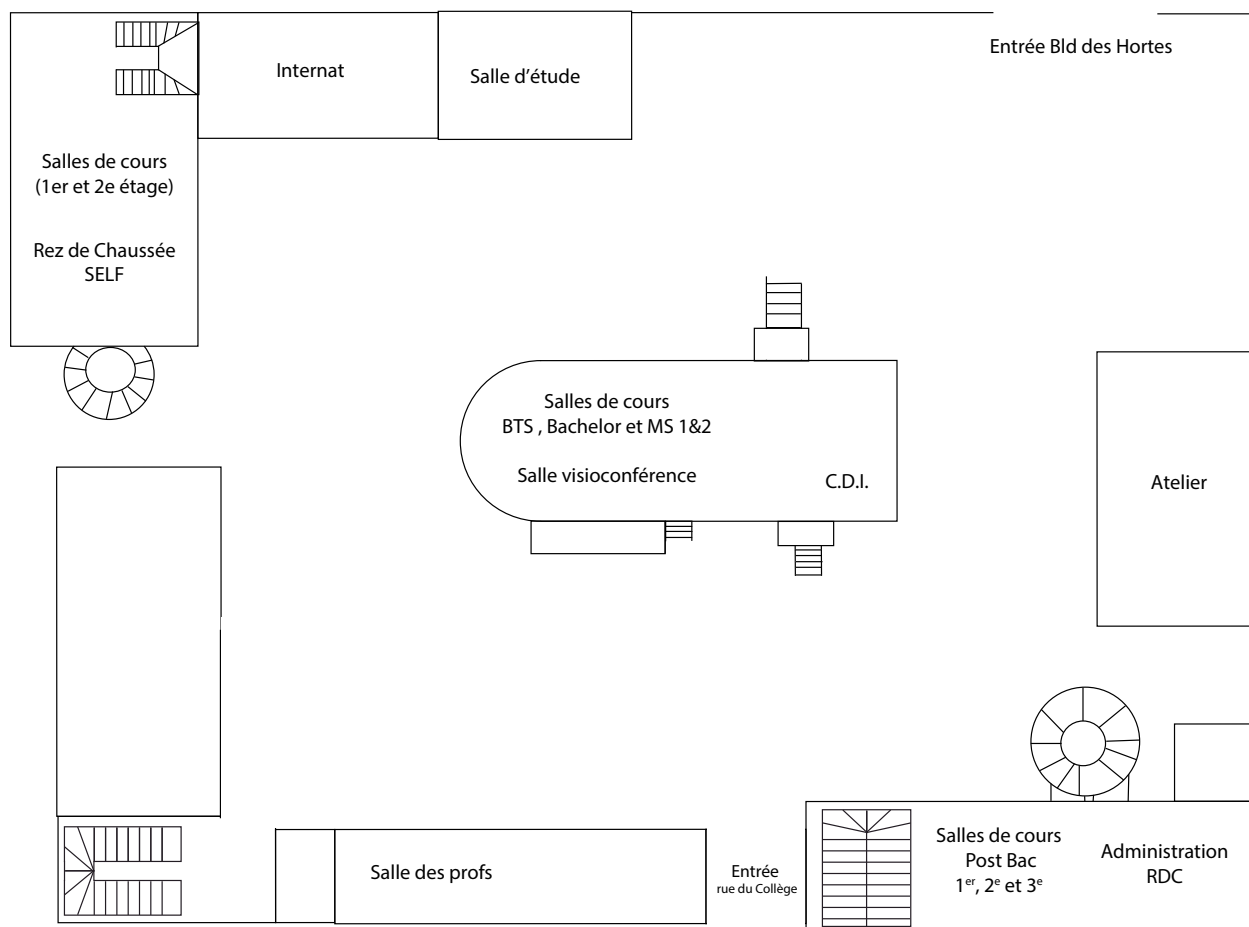 Entrée Bld des Hortes
Internat
Salle d’étude
Salles de cours
(1er et 2e étage)
Rez de Chaussée
SELF
Salles de cours
BTS , Bachelor et MS 1&2
Salle visioconférence
C.D.I.
Atelier
Salle des profs
Entrée
rue du Collège
Salles de cours
Post Bac
1er, 2e et 3e
Administration
RDC